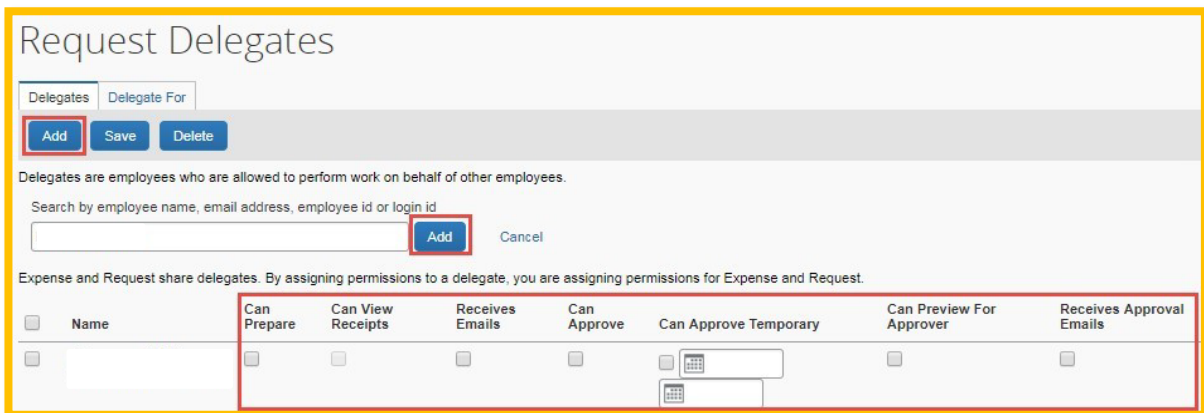 Request Delegates
Delegates Delegate For
Add Save Delete
Delegates are employees who are allowed to perform work on behalf of other employees.
Search by employee name, email address, employee id or login id
Add Cancel
Expense and Request share delegates. By assigning permissions to a delegate, you are assigning permissions for Expense and Request.
Name Can Prepare Can View Receipts Receives Emails Can Approve Can Approve Temporary Can Preview For Approver Receives Approval Emails